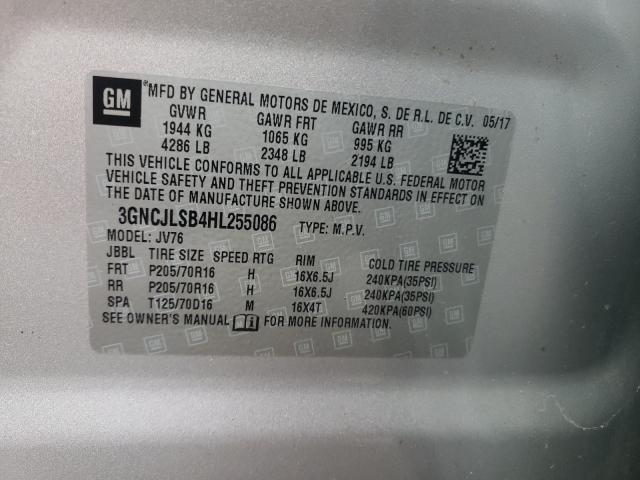 GM ® MFD BY GENERAL MOTORS DE MEXICO, S. DE R.L. DE C.V. 05/17
GVWR GAWR FRT GAWR RR
1944 KG 1065 KG 995 KG
4286 LB 2348 LB 2194 LB
THIS VEHICLE CONFORMS TO ALL APPLICABLE U.S. FEDERAL MOTOR
VEHICLE SAFETY AND THEFT PREVENTION STANDARDS IN EFFECT ON
THE DATE OF MANUFACTURE SHOWN ABOVE.
3GNCJLSB4HL255086 TYPE: M.P.V.
MODEL: JV76
JBBL TIRE SIZE SPEED RTG RIM COLD TIRE PRESSURE
FRT P205/70R16 H 16X6.5J 240KPA(35PSI)
RR P205/70R16 H 16X6.5J 240KPA(35PSI)
SPA T125/70D16 M 16X4T 420KPA(60PSI)
SEE OWNER'S MANUAL FOR MORE INFORMATION.